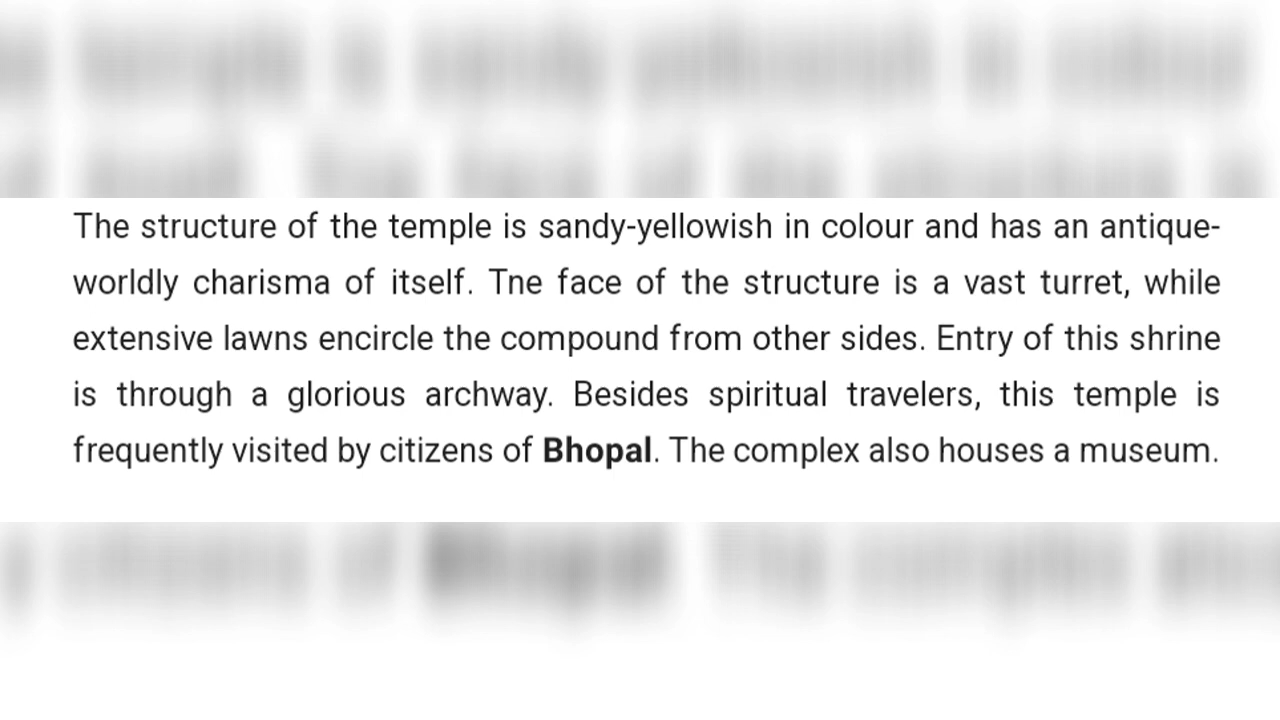 The structure of the temple is sandy-yellowish in colour and has an antique-
worldly charisma of itself. Tne face of the structure is a vast turret, while
extensive lawns encircle the compound from other sides. Entry of this shrine
is through a glorious archway. Besides spiritual travelers, this temple is
frequently visited by citizens of Bhopal. The complex also houses a museum.